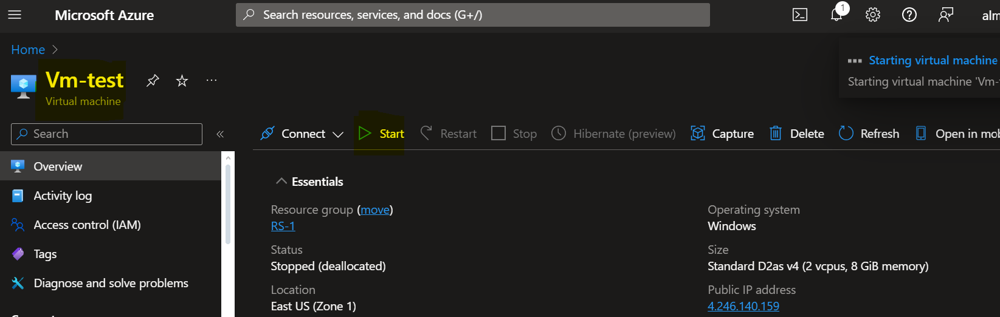 Microsoft Azure
Search resources, services, and docs (G+/)
1
Home
Starting virtual machine
Starting virtual machine 'Vm-
Vm-test
Virtual machine
Search
Connect
Start
Restart
Stop
Hibernate (preview)
Capture
Delete
Refresh
Open in mob
Overview
Activity log
Access control (IAM)
Tags
Diagnose and solve problems
Essentials
Resource group (move)
RS-1
Status
Stopped (deallocated)
Location
East US (Zone 1)
Operating system
Windows
Size
Standard D2as v4 (2 vcpus, 8 GiB memory)
Public IP address
4.246.140.159